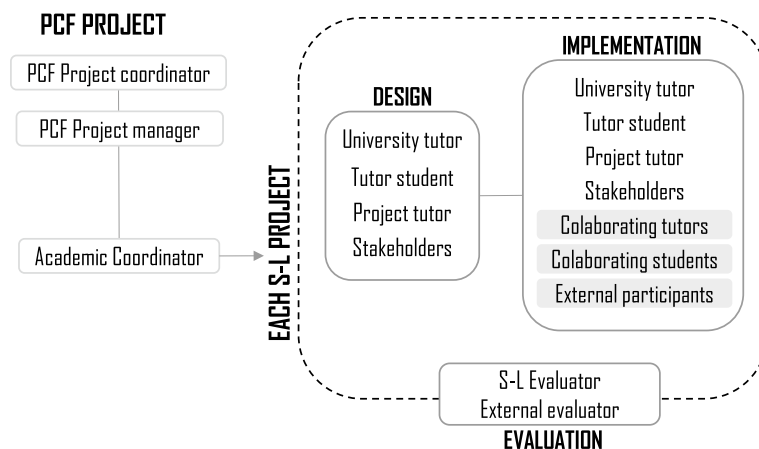 PCF PROJECT
PCF Project coordinator
PCF Project manager
Academic Coordinator
EACH S-L PROJECT
DESIGN
University tutor
Tutor student
Project tutor
Stakeholders
IMPLEMENTATION
University tutor
Tutor student
Project tutor
Stakeholders
Colaborating tutors
Colaborating students
External participants
S-L Evaluator
External evaluator
EVALUATION